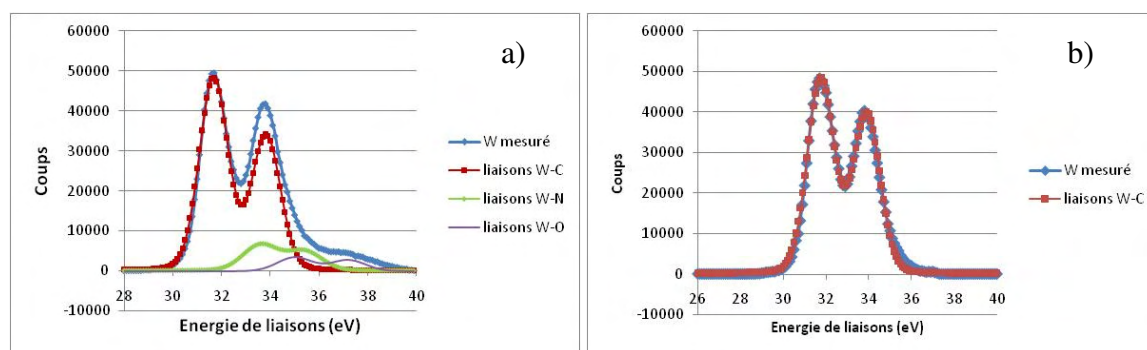 60000
50000
40000
30000
20000
10000
0
-10000
Coups
28 30 32 34 36 38 40
Energie de liaisons (eV)
a)
W mesuré
liaisons W-C
liaisons W-N
liaisons W-O
60000
50000
40000
30000
20000
10000
0
-10000
Coups
26 28 30 32 34 36 38 40
Energie de liaisons (eV)
b)
W mesuré
liaisons W-C